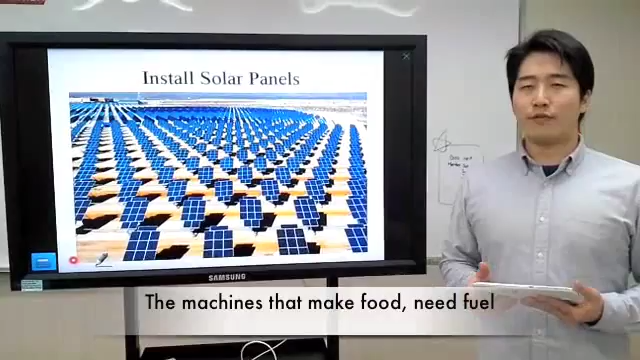 Install Solar Panels
SAMSUNG
The machines that make food, need fuel